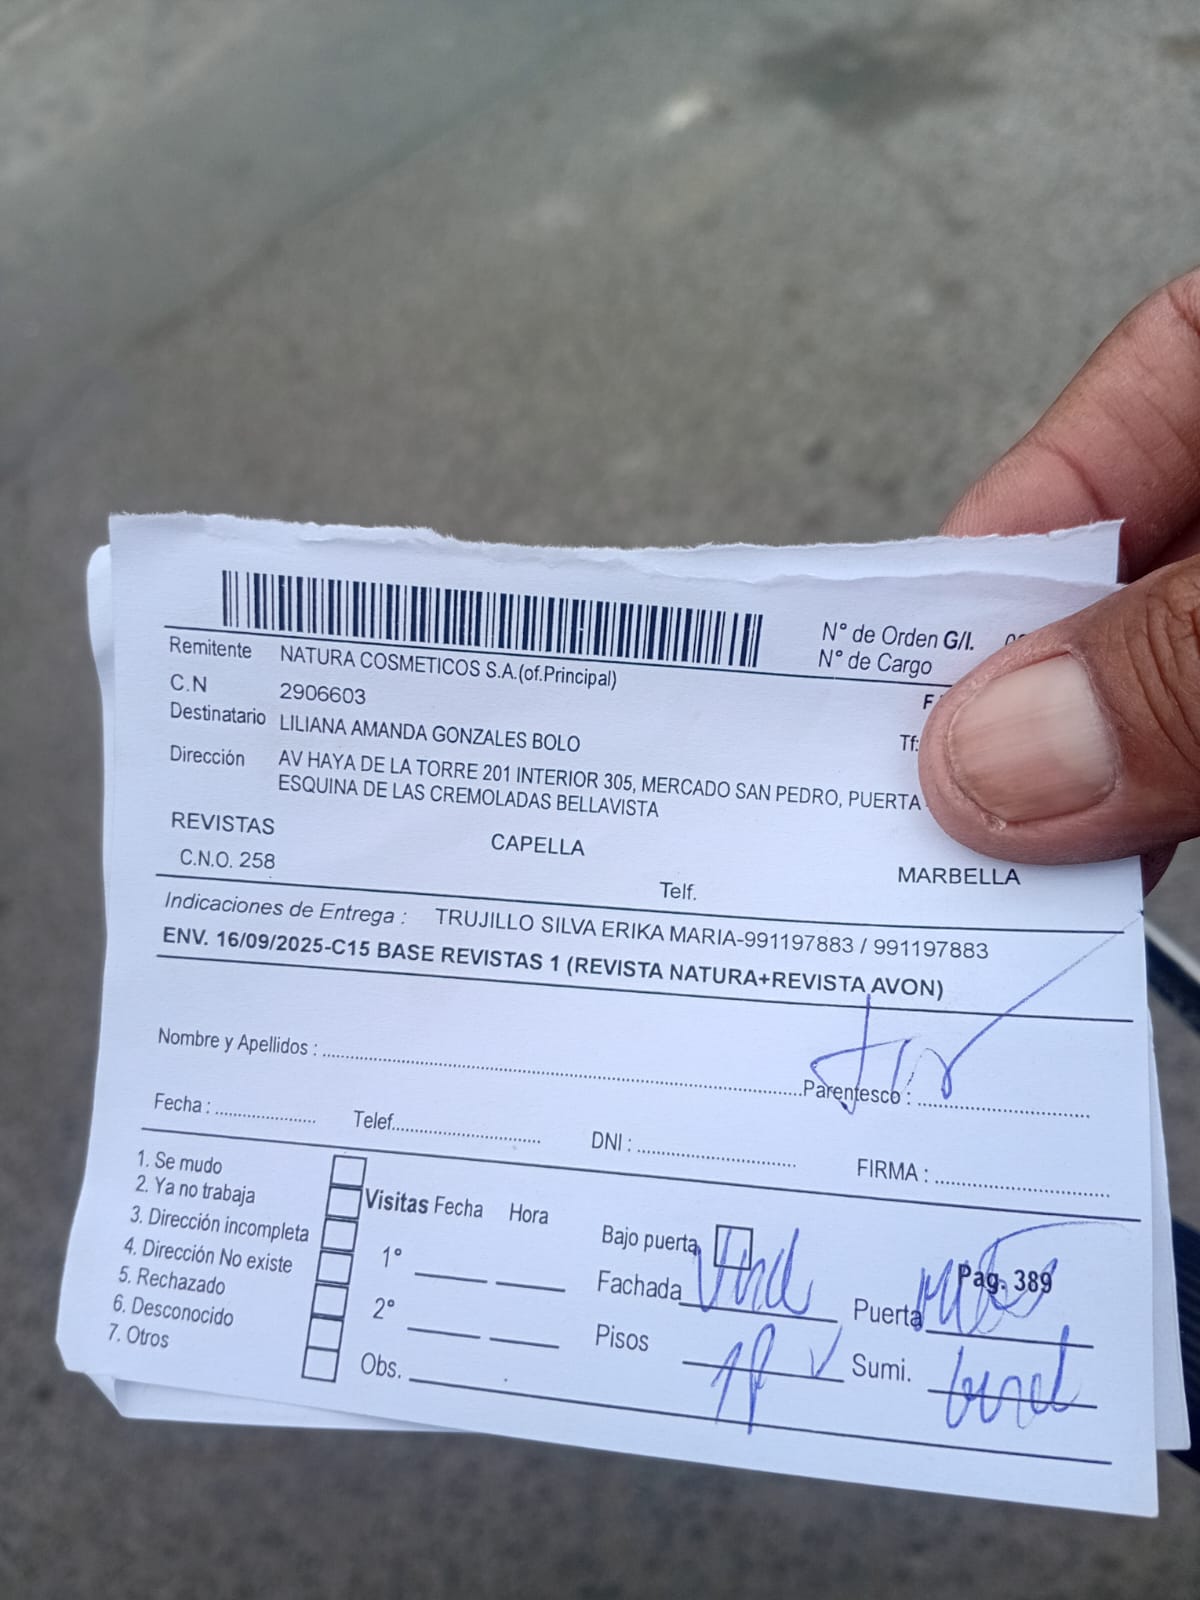 N° de Orden G/I.
N° de Cargo
Remitente NATURA COSMETICOS S.A.(of.Principal)
C.N 2906603
F
Destinatario LILIANA AMANDA GONZALES BOLO
Tf:
Dirección AV HAYA DE LA TORRE 201 INTERIOR 305, MERCADO SAN PEDRO, PUERTA
ESQUINA DE LAS CREMOLADAS BELLAVISTA
REVISTAS CAPELLA MARBELLA
C.N.O. 258 Telf.
Indicaciones de Entrega : TRUJILLO SILVA ERIKA MARIA-991197883 / 991197883
ENV. 16/09/2025-C15 BASE REVISTAS 1 (REVISTA NATURA+REVISTA AVON)
Nombre y Apellidos : Parentesco :
Fecha : Telef. DNI : FIRMA :
1. Se mudo
2. Ya no trabaja
3. Dirección incompleta
4. Dirección No existe
5. Rechazado
6. Desconocido
7. Otros
Visitas Fecha Hora
1°
2°
Obs.
Bajo puerta
Pag. 389
Fachada Puerta
Pisos 1P Sumi.